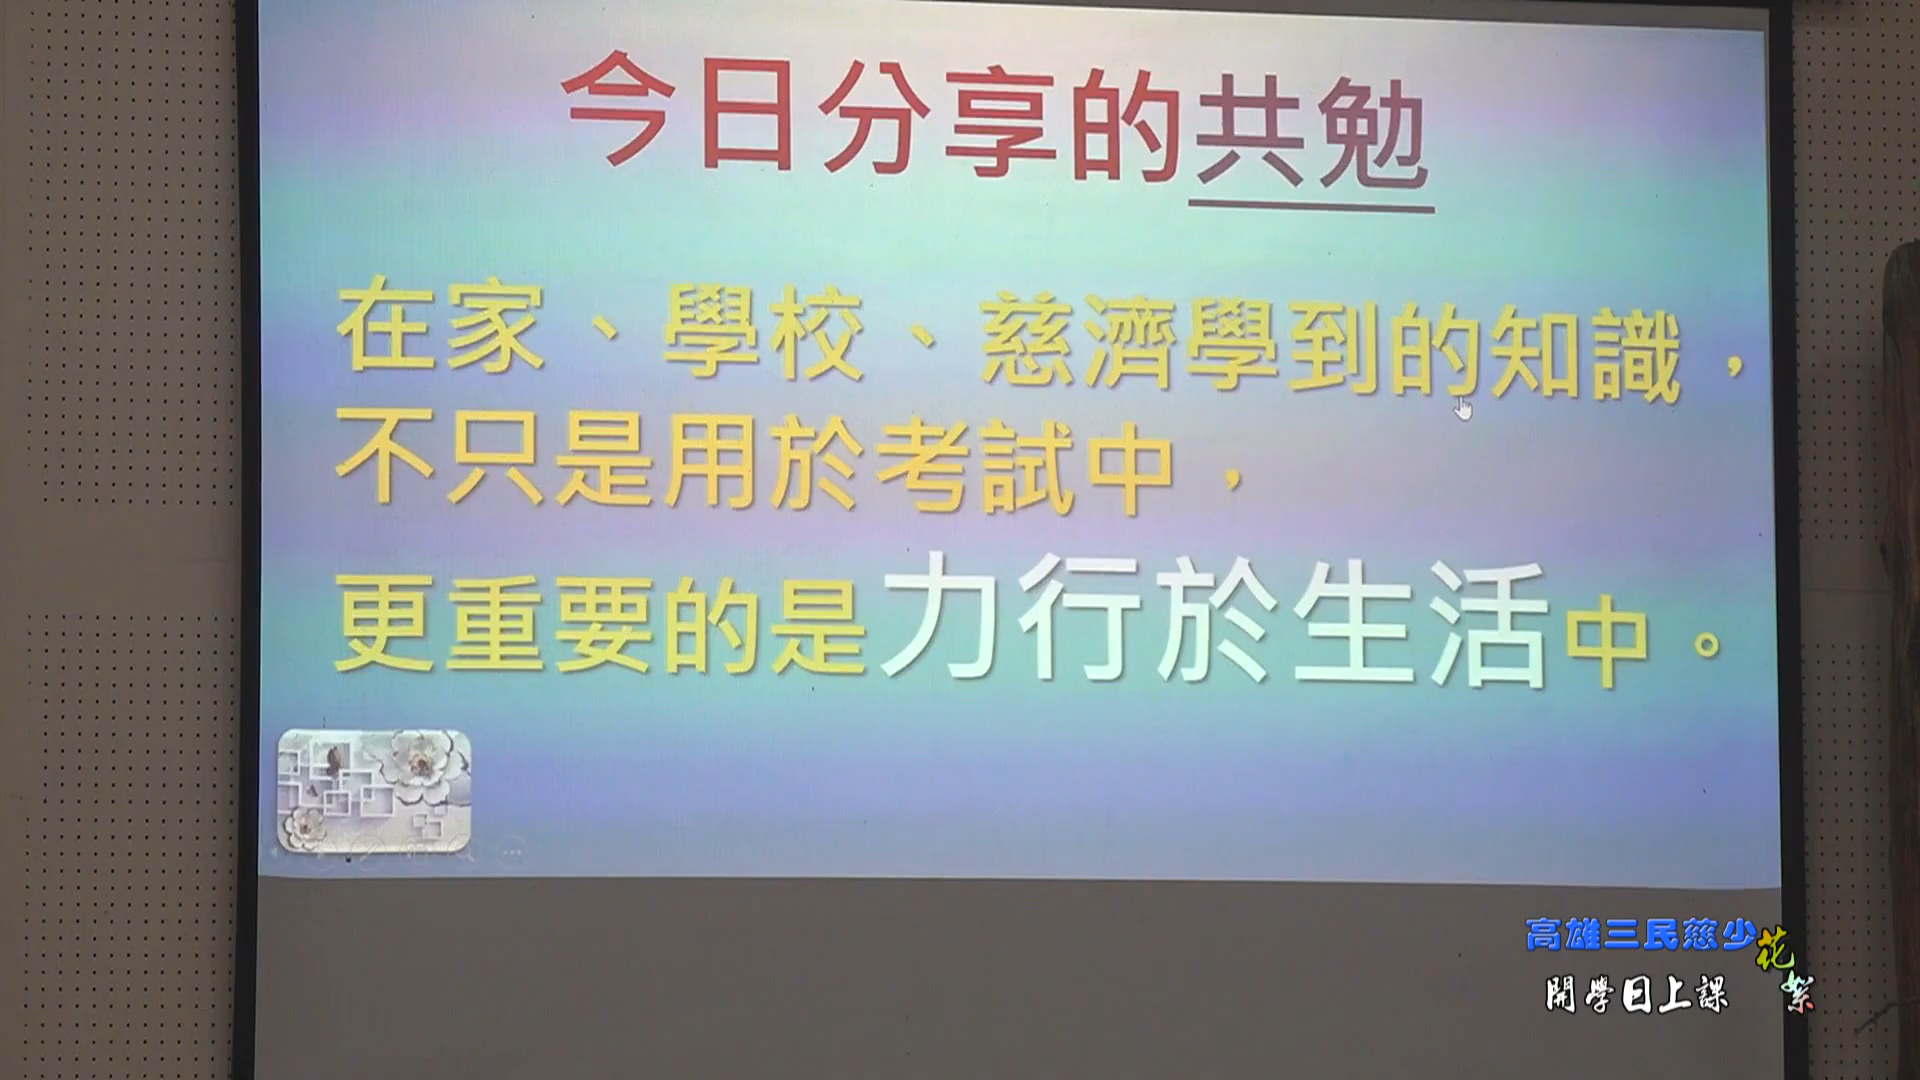 今日分享的共勉
在家、學校、慈濟學到的知識，
不只是用於考試中，
更重要的是力行於生活中。
高雄三民慈少花絮
開學日上課